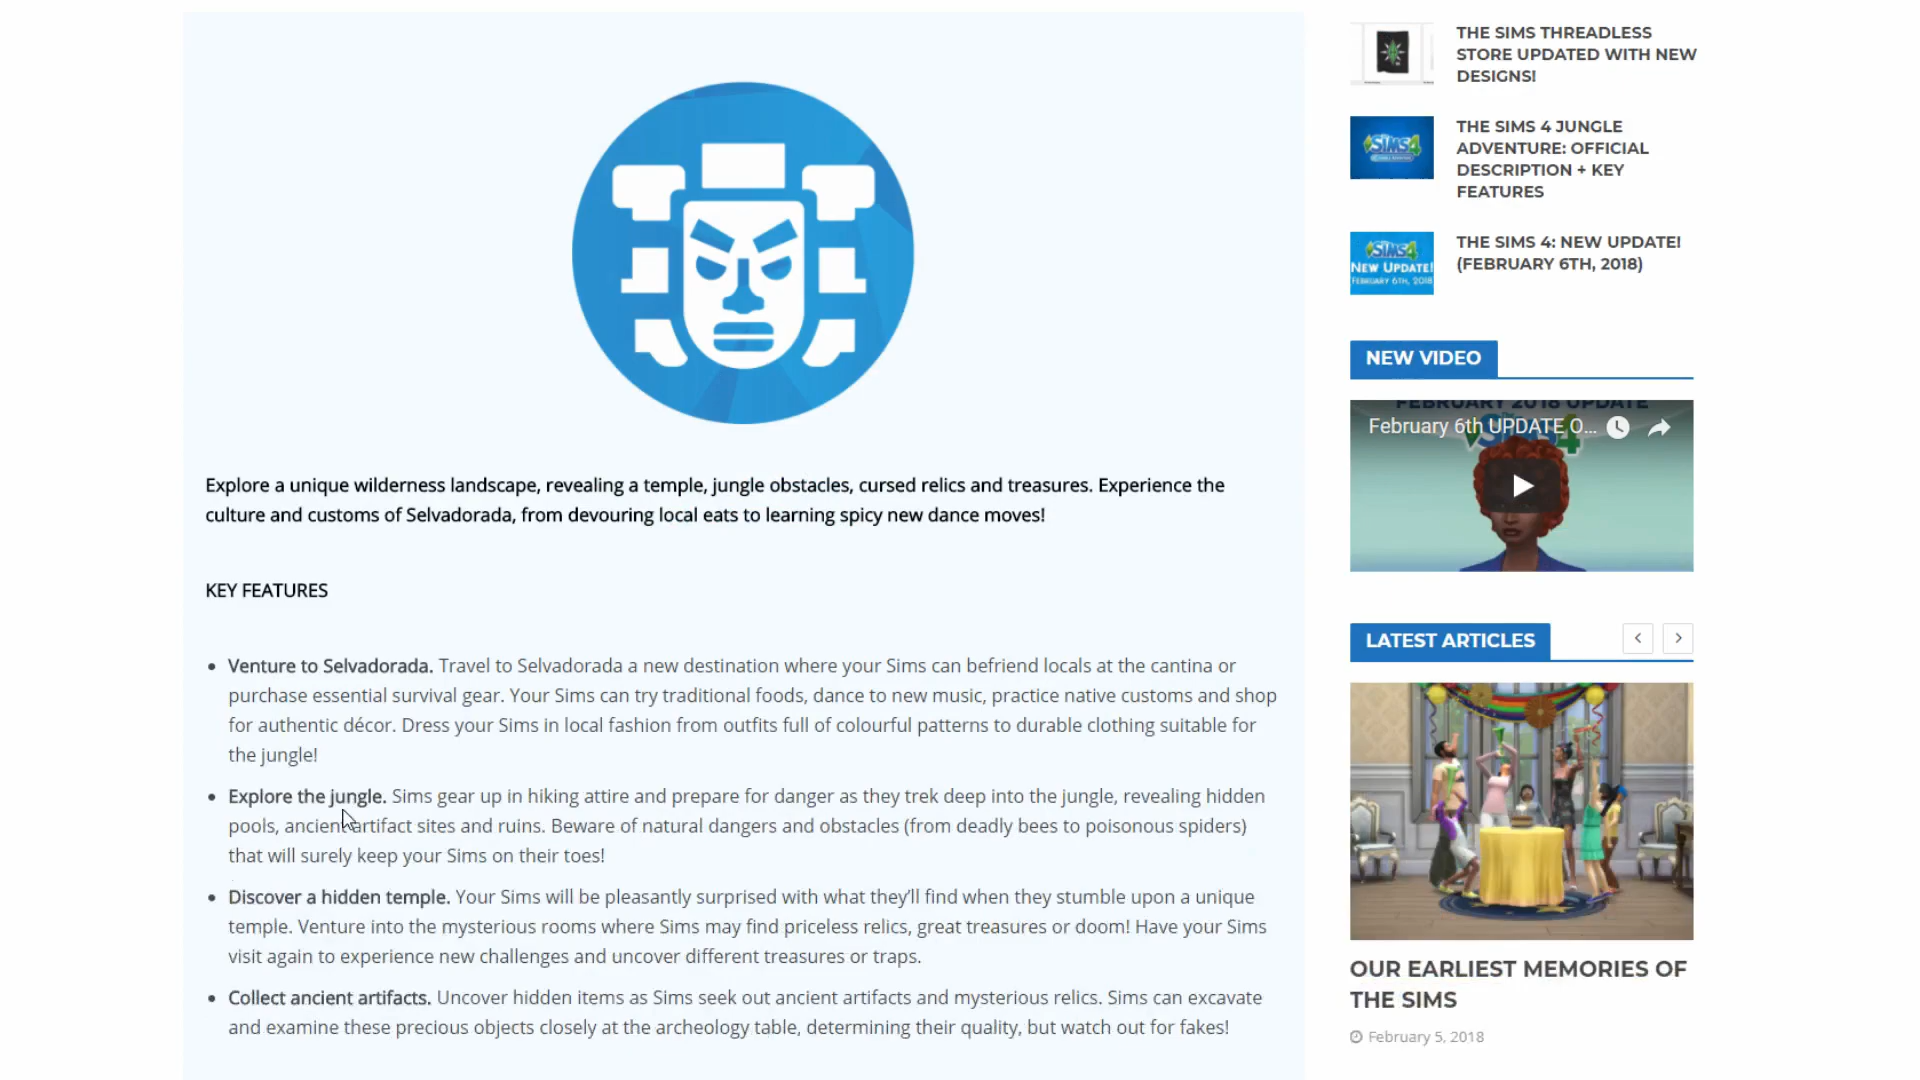 Explore a unique wilderness landscape, revealing a temple, jungle obstacles, cursed relics and treasures. Experience the
culture and customs of Selvadorada, from devouring local eats to learning spicy new dance moves!
KEY FEATURES
Venture to Selvadorada. Travel to Selvadorada a new destination where your Sims can befriend locals at the cantina or
purchase essential survival gear. Your Sims can try traditional foods, dance to new music, practice native customs and shop
for authentic décor. Dress your Sims in local fashion from outfits full of colourful patterns to durable clothing suitable for
the jungle!
Explore the jungle. Sims gear up in hiking attire and prepare for danger as they trek deep into the jungle, revealing hidden
pools, ancient artifact sites and ruins. Beware of natural dangers and obstacles (from deadly bees to poisonous spiders)
that will surely keep your Sims on their toes!
Discover a hidden temple. Your Sims will be pleasantly surprised with what they’ll find when they stumble upon a unique
temple. Venture into the mysterious rooms where Sims may find priceless relics, great treasures or doom! Have your Sims
visit again to experience new challenges and uncover different treasures or traps.
Collect ancient artifacts. Uncover hidden items as Sims seek out ancient artifacts and mysterious relics. Sims can excavate
and examine these precious objects closely at the archeology table, determining their quality, but watch out for fakes!
THE SIMS THREADLESS
STORE UPDATED WITH NEW
DESIGNS!
SIMS 4
THE SIMS 4 JUNGLE
ADVENTURE: OFFICIAL
DESCRIPTION + KEY
FEATURES
SIMS 4
NEW UPDATE!
FEBRUARY 6TH, 2018
THE SIMS 4: NEW UPDATE!
(FEBRUARY 6TH, 2018)
NEW VIDEO
FEBRUARY 2018 UPDATE
February 6th UPDATE O...
SIMS 4
LATEST ARTICLES
OUR EARLIEST MEMORIES OF
THE SIMS
February 5, 2018